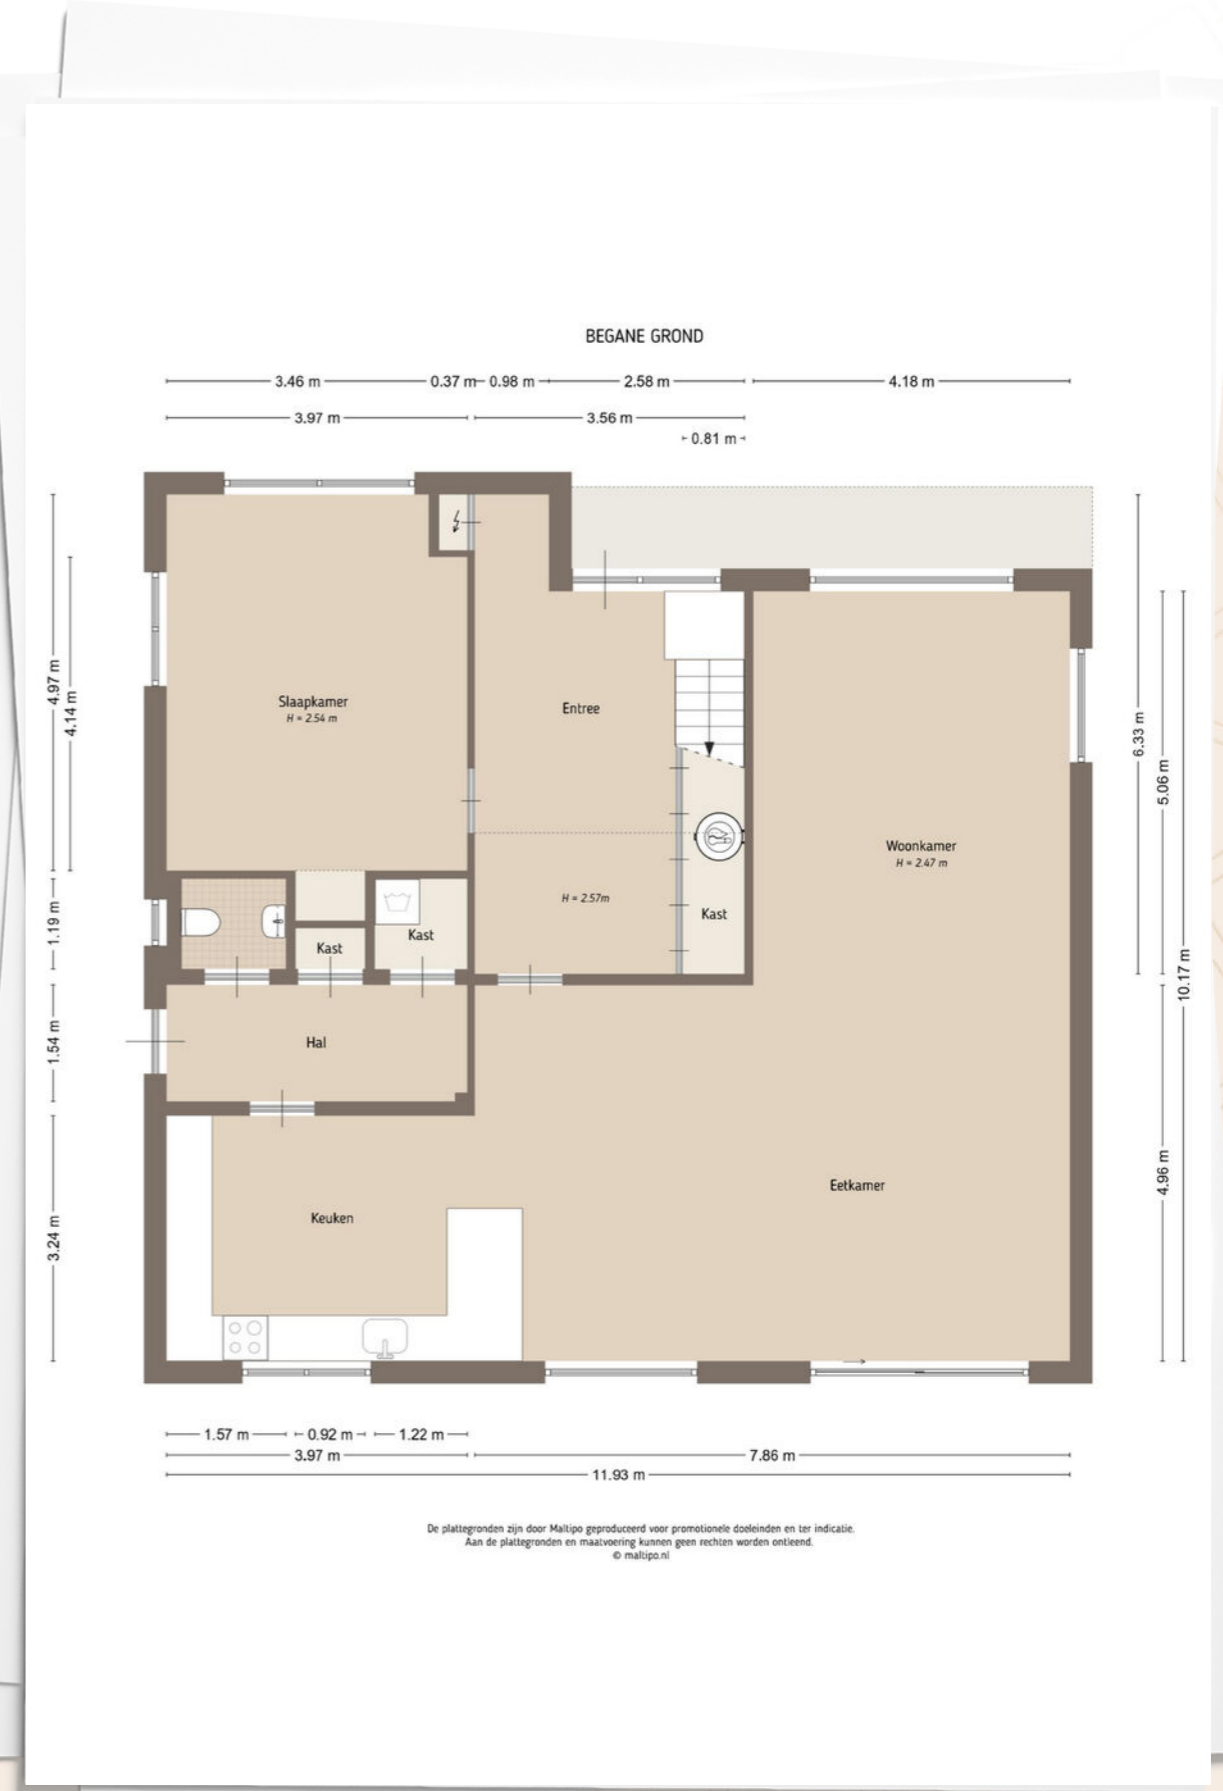 BEGANE GROND
3.46 m
0.37 m
0.98 m
2.58 m
4.18 m
3.97 m
3.56 m
0.81 m
4.97 m
4.14 m
Slaapkamer
H = 2.54 m
Entree
6.33 m
5.06 m
Woonkamer
H = 2.47 m
H = 2.57m
Kast
1.19 m
Kast
Kast
10.17 m
1.54 m
Hal
4.96 m
Eetkamer
Keuken
3.24 m
1.57 m
0.92 m
1.22 m
3.97 m
7.86 m
11.93 m
De plattegronden zijn door Maltipo geproduceerd voor promotionele doeleinden en ter indicatie.
Aan de plattegronden en maatvoering kunnen geen rechten worden ontleend.
© maltipo.nl